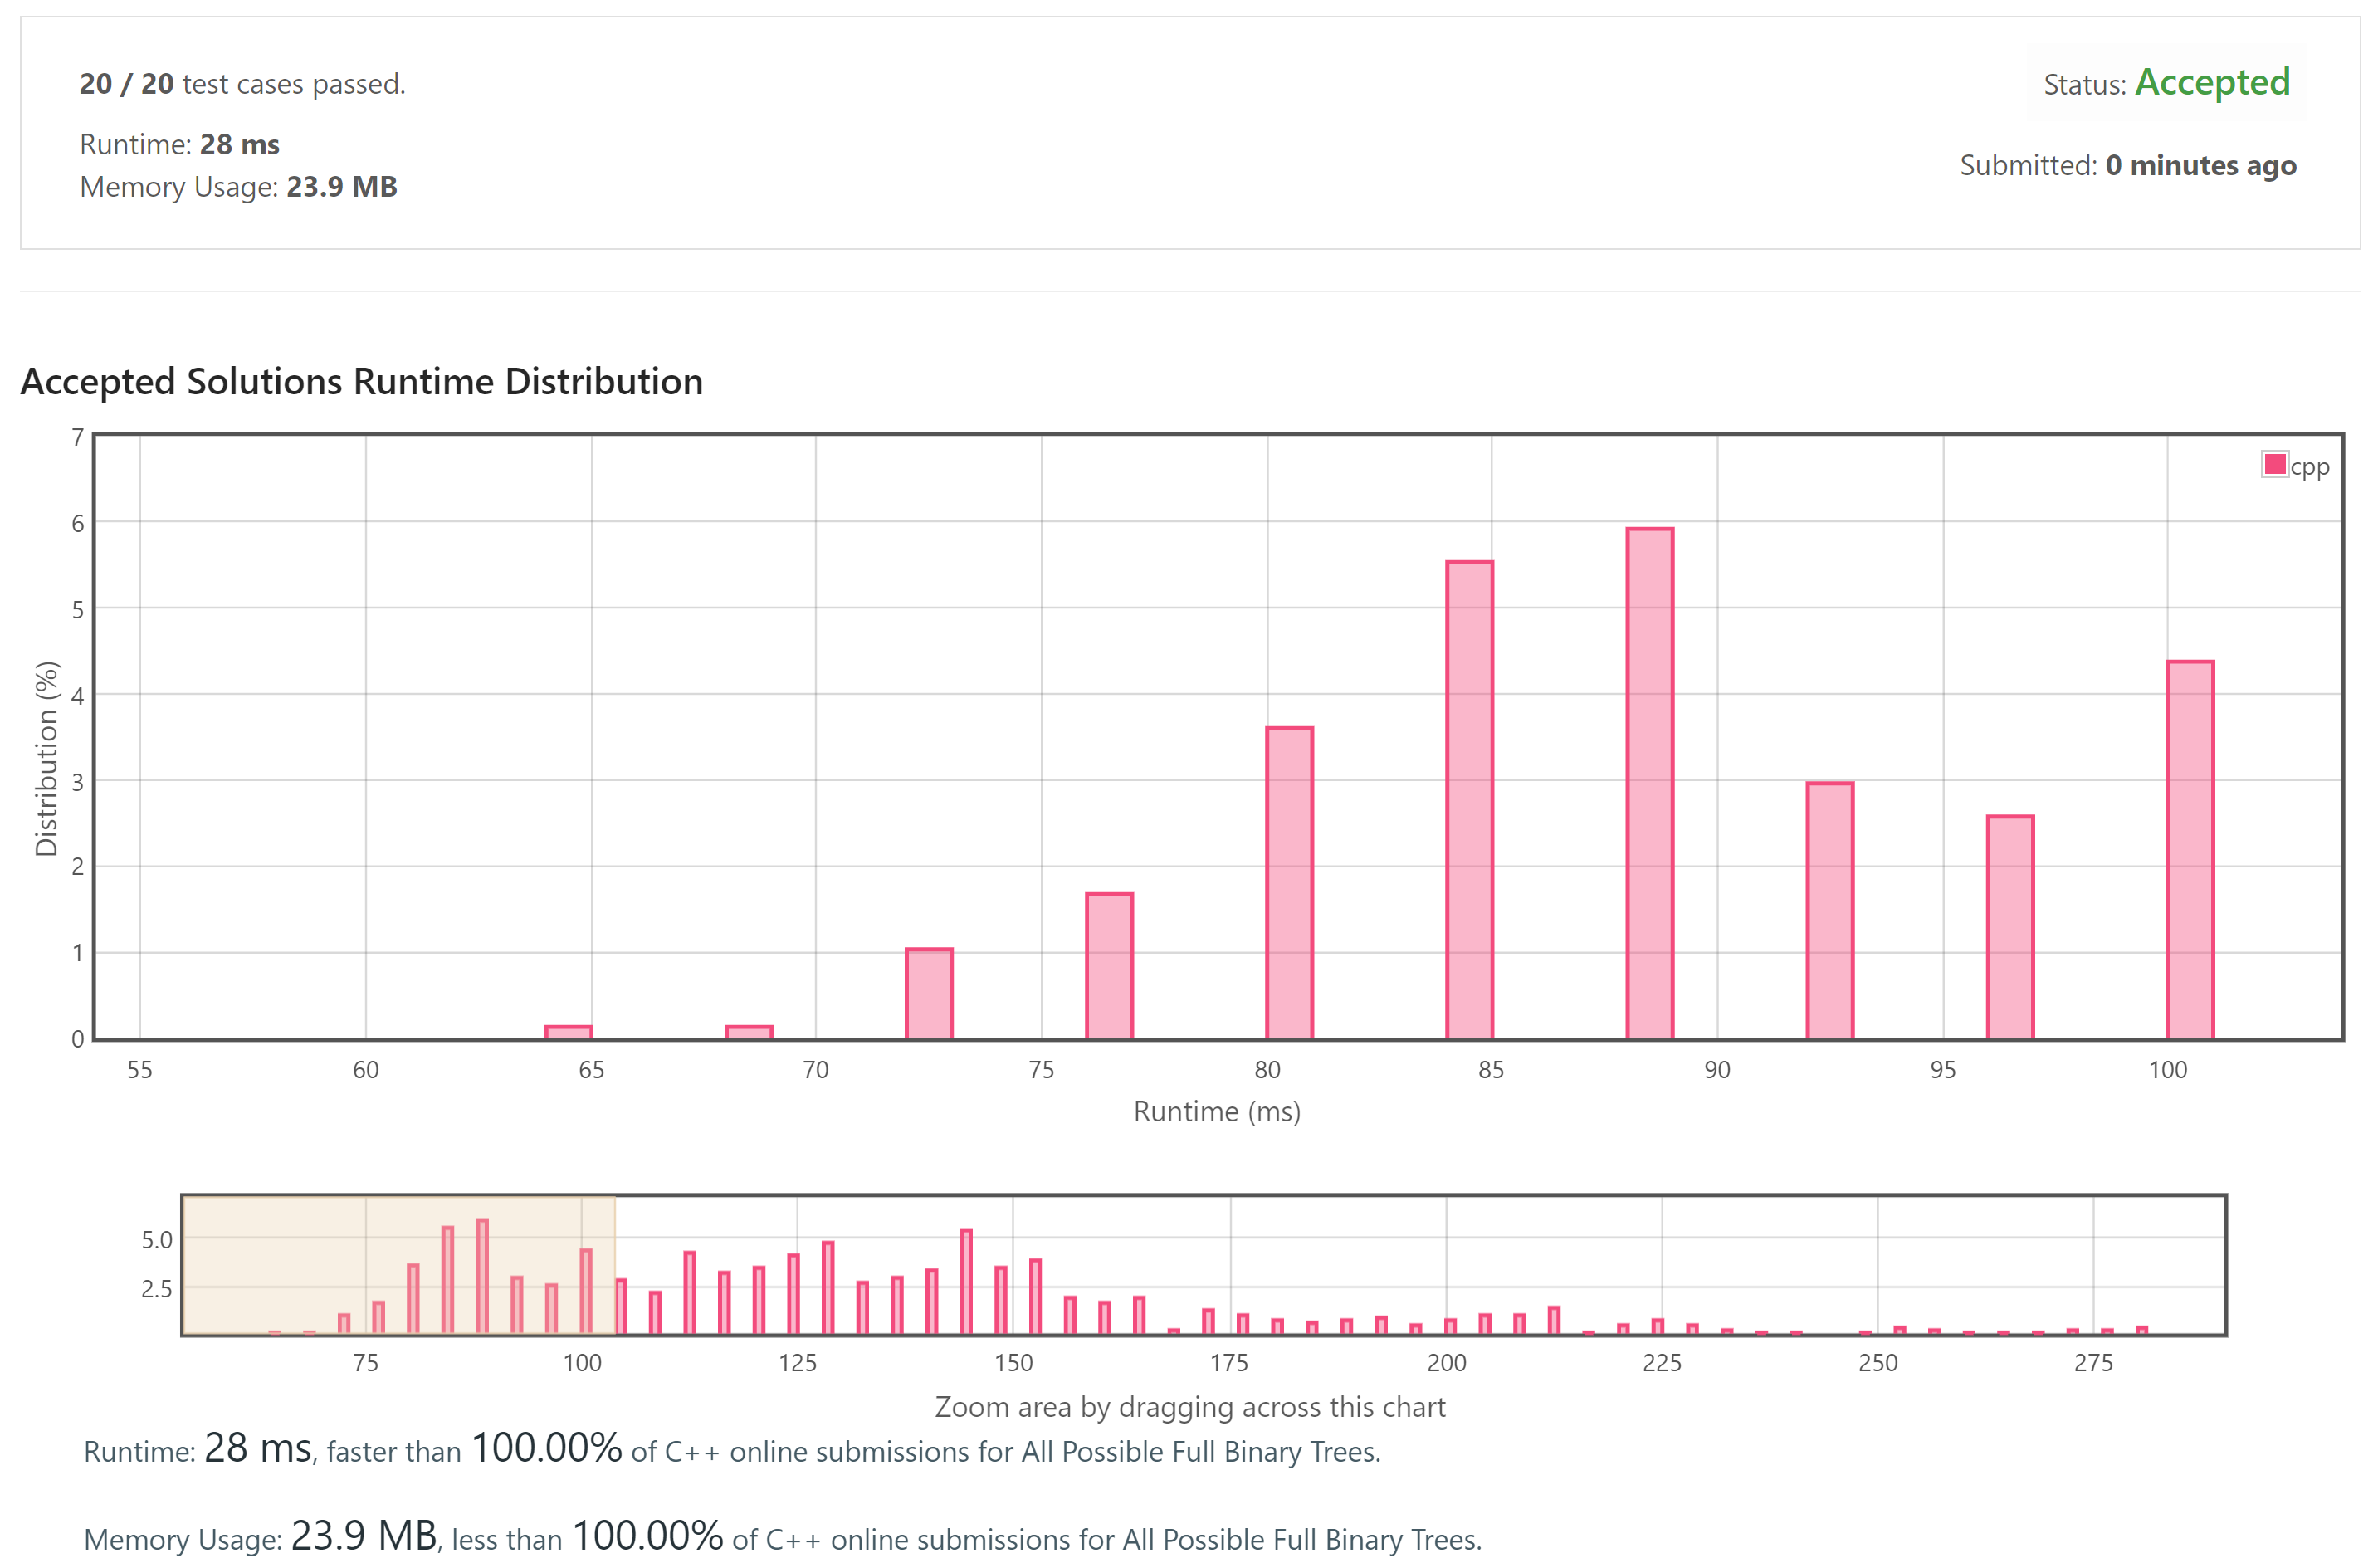 20 / 20 test cases passed.
Status: Accepted
Runtime: 28 ms
Submitted: 0 minutes ago
Memory Usage: 23.9 MB
Accepted Solutions Runtime Distribution
cpp
7
6
5
4
3
2
1
0
Distribution (%)
55 60 65 70 75 80 85 90 95 100
Runtime (ms)
5.0
2.5
75 100 125 150 175 200 225 250 275
Zoom area by dragging across this chart
Runtime: 28 ms, faster than 100.00% of C++ online submissions for All Possible Full Binary Trees.
Memory Usage: 23.9 MB, less than 100.00% of C++ online submissions for All Possible Full Binary Trees.